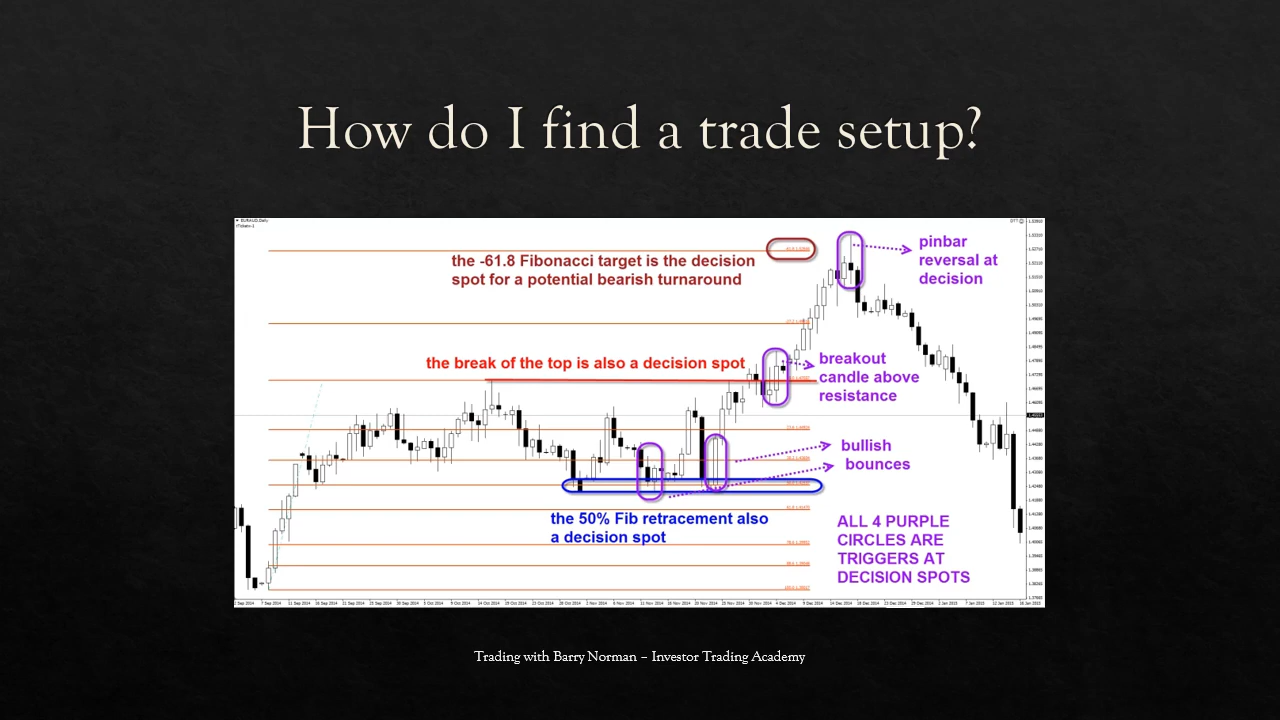 How do I find a trade setup?
EURAUD,Daily
the -61.8 Fibonacci target is the decision
spot for a potential bearish turnaround
pinbar
reversal at
decision
the break of the top is also a decision spot
breakout
candle above
resistance
bullish
bounces
the 50% Fib retracement also
a decision spot
ALL 4 PURPLE
CIRCLES ARE
TRIGGERS AT
DECISION SPOTS
Trading with Barry Norman – Investor Trading Academy